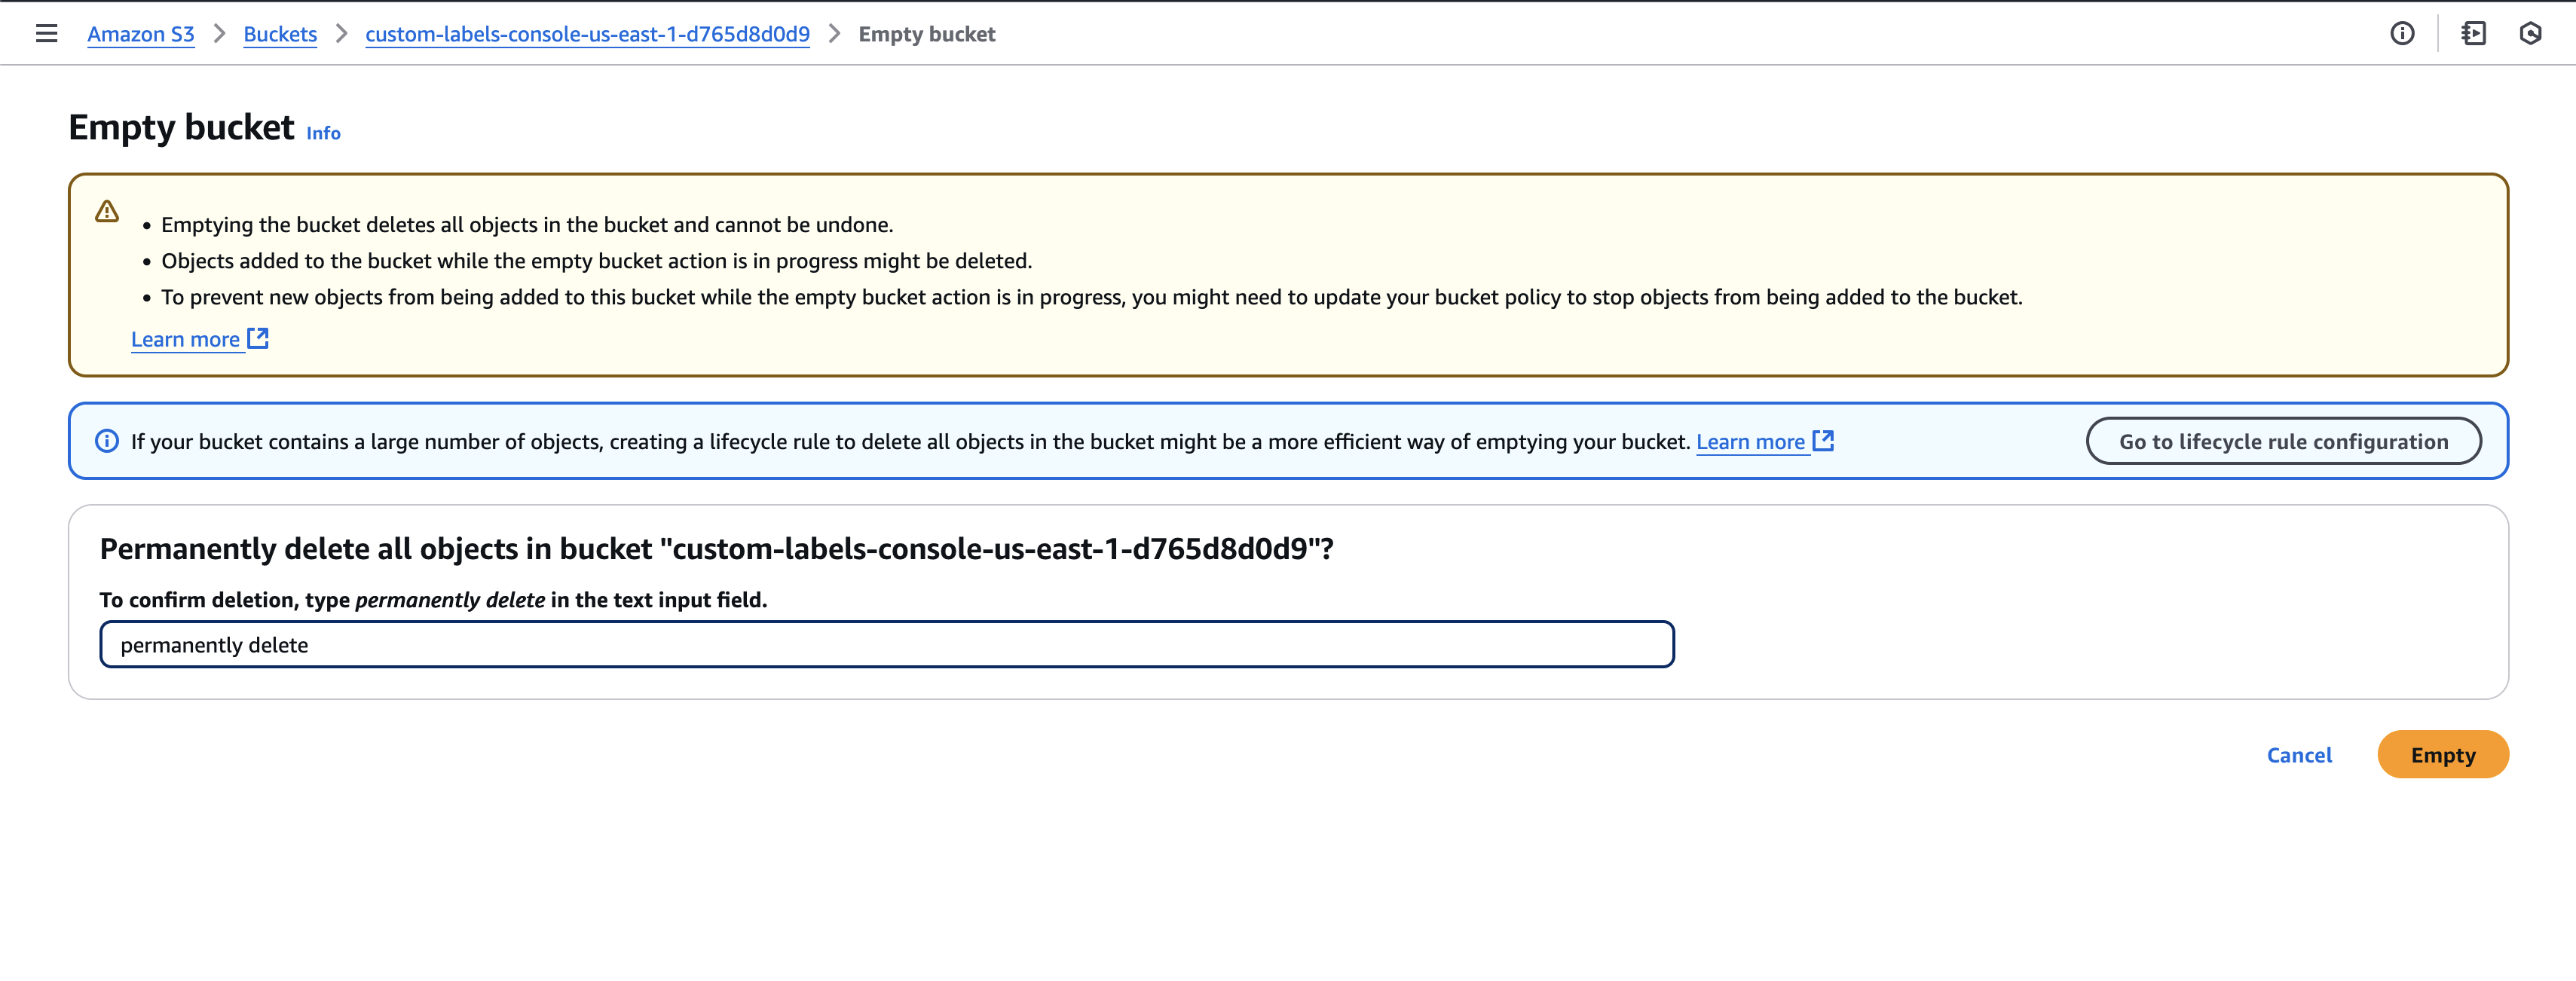 Amazon S3 > Buckets > custom-labels-console-us-east-1-d765d8d0d9 > Empty bucket
Empty bucket Info
• Emptying the bucket deletes all objects in the bucket and cannot be undone.
• Objects added to the bucket while the empty bucket action is in progress might be deleted.
• To prevent new objects from being added to this bucket while the empty bucket action is in progress, you might need to update your bucket policy to stop objects from being added to the bucket.
Learn more
If your bucket contains a large number of objects, creating a lifecycle rule to delete all objects in the bucket might be a more efficient way of emptying your bucket. Learn more Go to lifecycle rule configuration
Permanently delete all objects in bucket "custom-labels-console-us-east-1-d765d8d0d9"?
To confirm deletion, type permanently delete in the text input field.
permanently delete
Cancel Empty